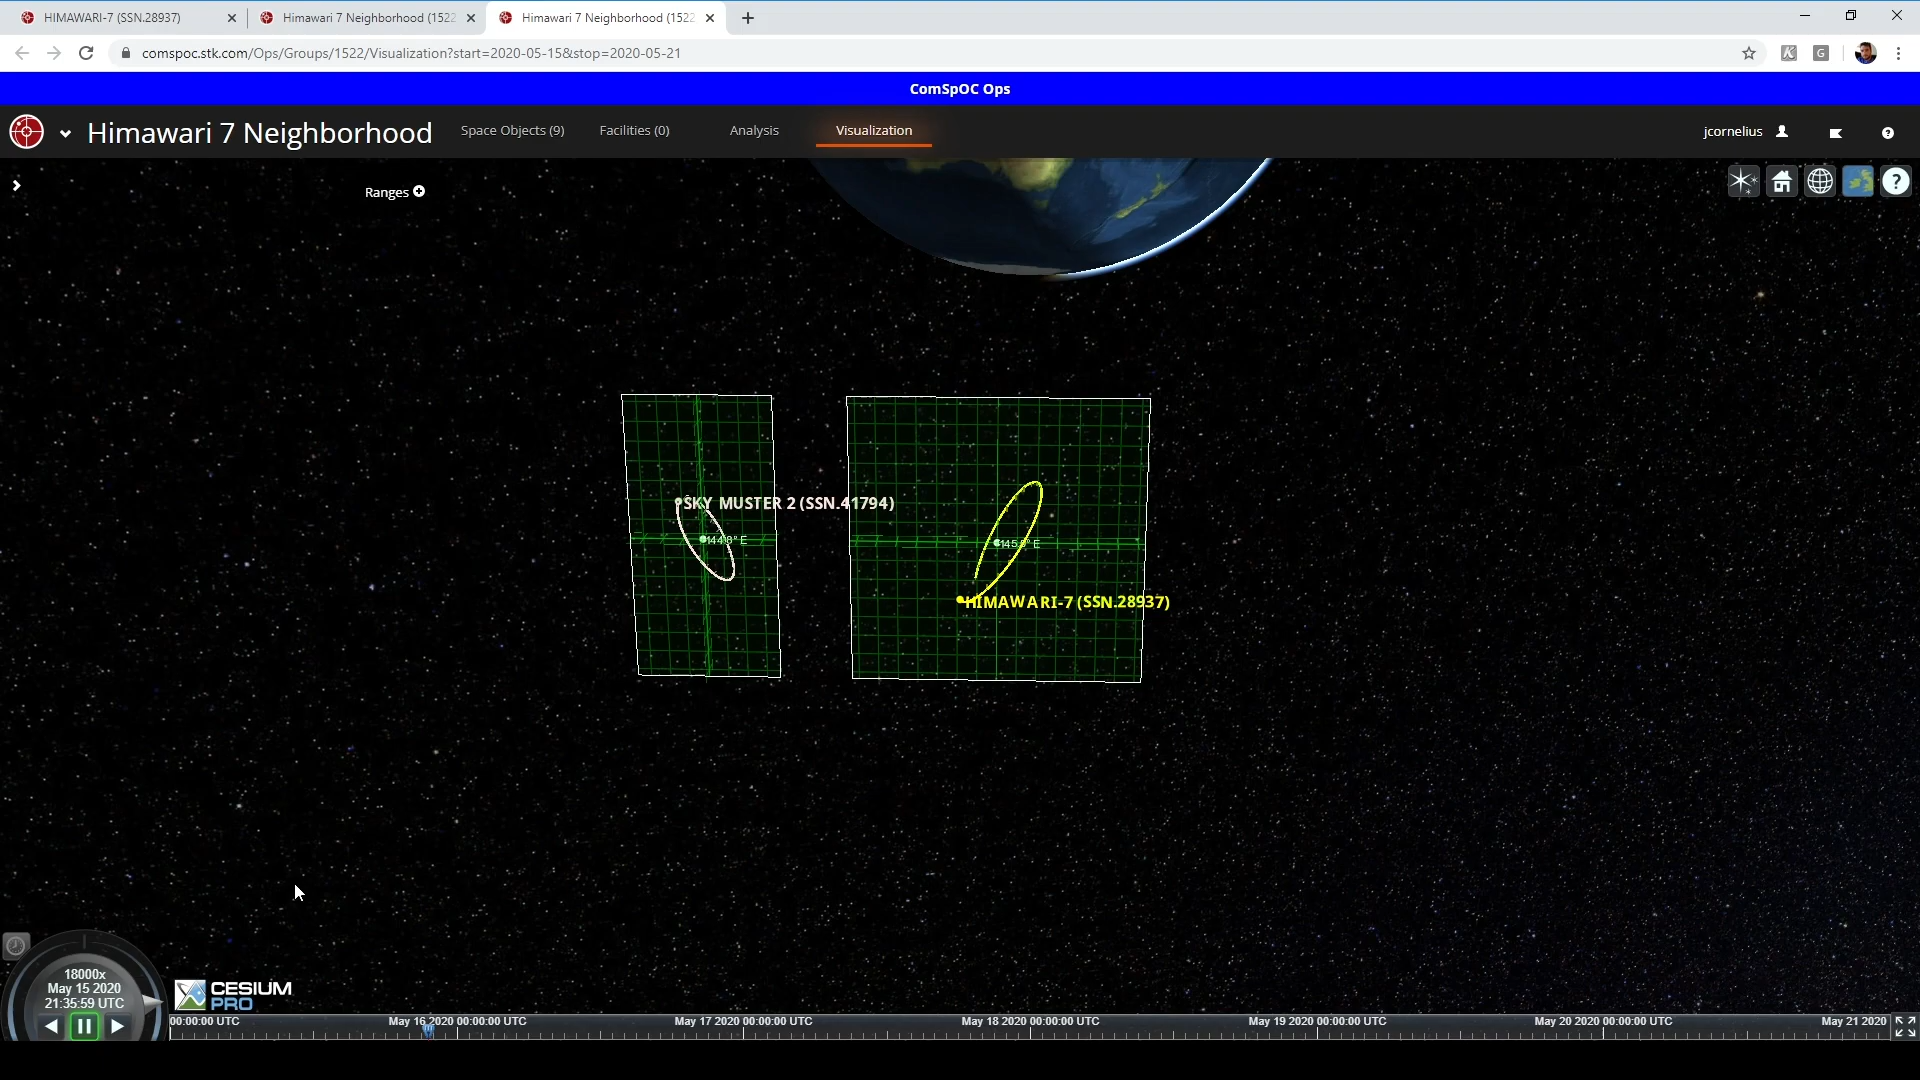 HIMAWARI-7 (SSN.28937)
Himawari 7 Neighborhood (1522
Himawari 7 Neighborhood (1522
comspoc.stk.com/Ops/Groups/1522/Visualization?start=2020-05-15&stop=2020-05-21
K
G
ComSpOC Ops
Himawari 7 Neighborhood
Space Objects (9)
Facilities (0)
Analysis
Visualization
jcornelius
Ranges
SKY MUSTER 2 (SSN.41794)
HIMAWARI-7 (SSN.28937)
18000x
May 15 2020
21:35:59 UTC
CESIUM
PRO
00:00:00 UTC
May 16 2020 00:00:00 UTC
May 17 2020 00:00:00 UTC
May 18 2020 00:00:00 UTC
May 19 2020 00:00:00 UTC
May 20 2020 00:00:00 UTC
May 21 2020